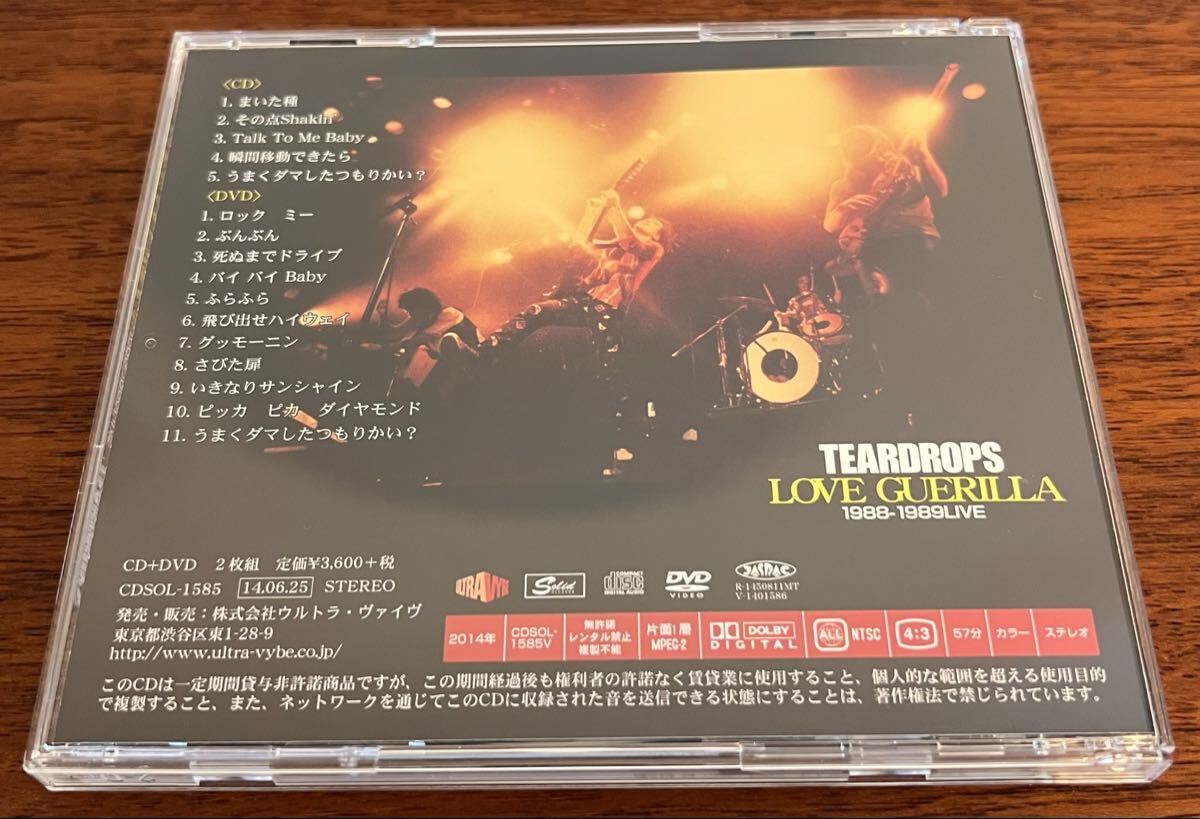 〈CD〉
1. まいた種
2. その点Shakin'
3. Talk To Me Baby
4. 瞬間移動できたら
5. うまくダマしたつもりかい？
〈DVD〉
1. ロック　ミー
2. ぶんぶん
3. 死ぬまでドライブ
4. バイ バイ Baby
5. ふらふら
6. 飛び出せハイウェイ
7. グッモーニン
8. さびた扉
9. いきなりサンシャイン
10. ピッカ　ピカ　ダイヤモンド
11. うまくダマしたつもりかい？
TEARDROPS
LOVE GUERILLA
1988-1989LIVE
CD+DVD　2枚組　定価¥3,600+税
CDSOL-1585 14.06.25 STEREO
発売・販売：株式会社ウルトラ・ヴァイヴ
東京都渋谷区東1-28-9
http://www.ultra-vybe.co.jp/
ULTRA VYBE
Solid RECORDS
COMPACT disc DIGITAL AUDIO
DVD VIDEO
JASRAC
R-1450811MT
V-1401586
2014年
CDSOL-1585V
無許諾
レンタル禁止
複製不能
片面1層
MPEG-2
DOLBY DIGITAL
ALL NTSC
4:3
57分
カラー
ステレオ
このCDは一定期間貸与非許諾商品ですが、この期間経過後も権利者の許諾なく賃貸業に使用すること、個人的な範囲を超える使用目的
で複製すること、また、ネットワークを通じてこのCDに収録された音を送信できる状態にすることは、著作権法で禁じられています。